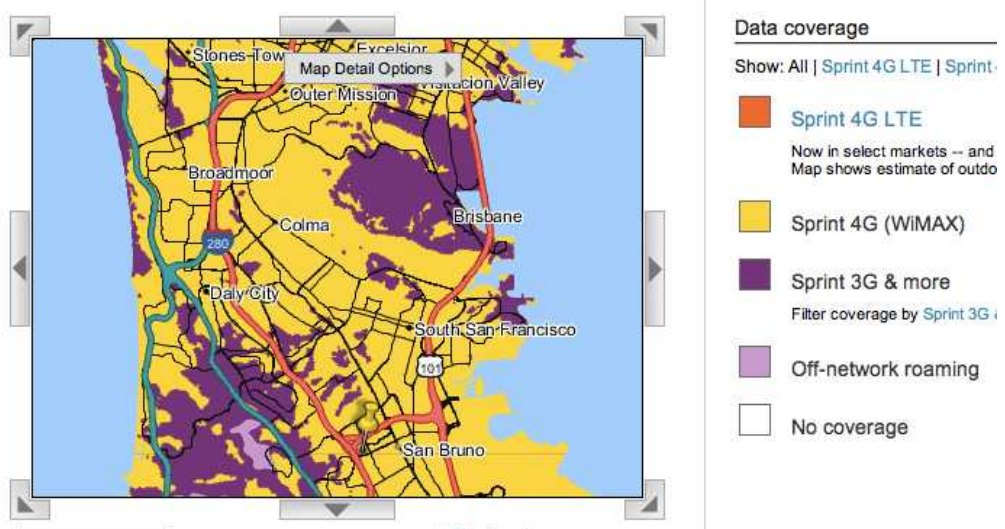 Stones Tow
Excelsior
Map Detail Options
Visitacion Valley
Outer Mission
Broadmoor
Brisbane
Colma
280
Daly City
South San Francisco
101
San Bruno
Data coverage
Show: All | Sprint 4G LTE | Sprint 4
Sprint 4G LTE
Now in select markets -- and
Map shows estimate of outdo
Sprint 4G (WiMAX)
Sprint 3G & more
Filter coverage by Sprint 3G &
Off-network roaming
No coverage